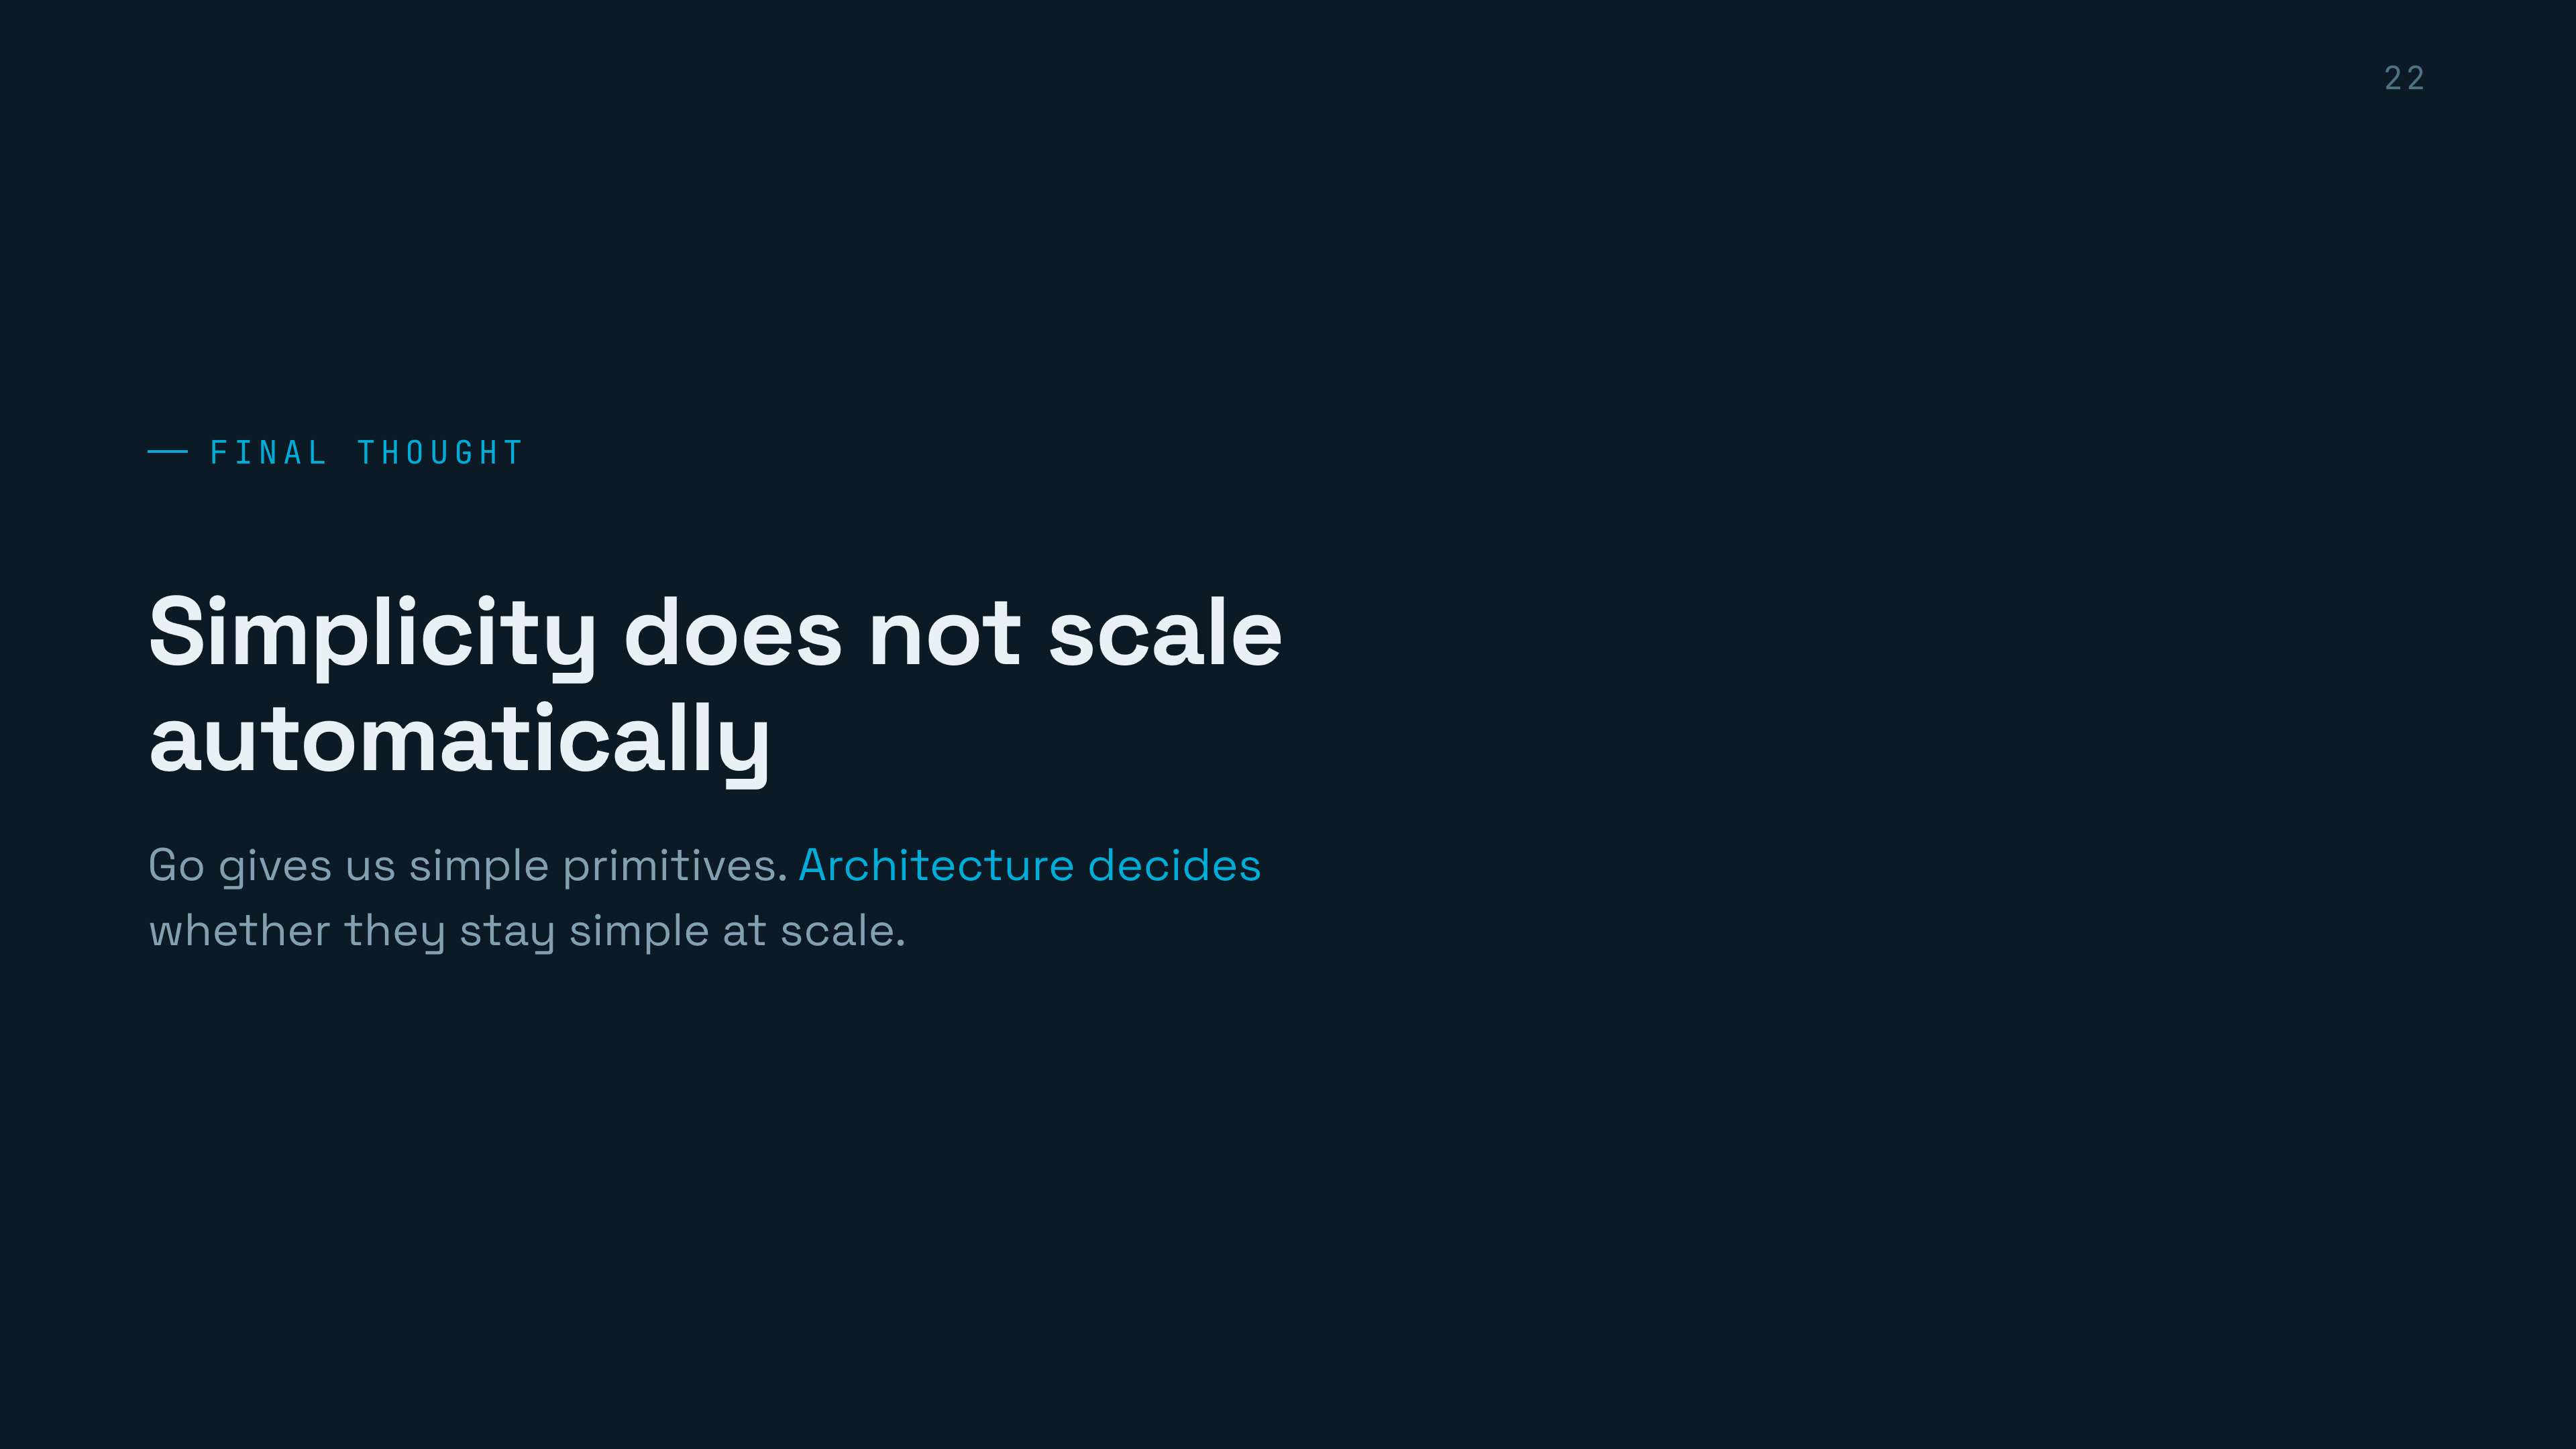 22
FINAL THOUGHT
Simplicity does not scale
automatically
Go gives us simple primitives. Architecture decides
whether they stay simple at scale.